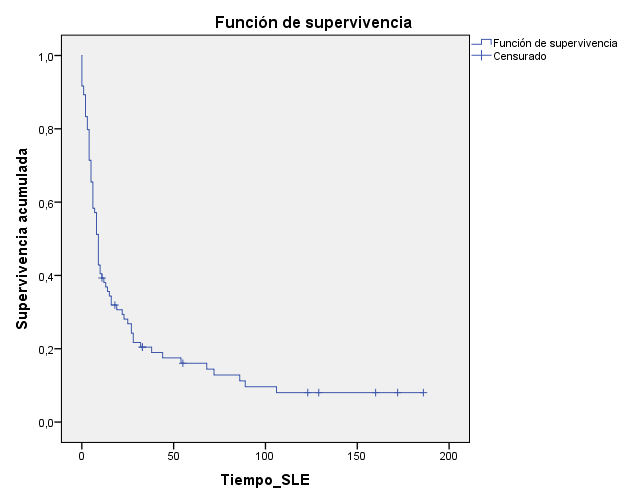 Función de supervivencia
Función de supervivencia
Censurado
Supervivencia acumulada
1,0
0,8
0,6
0,4
0,2
0,0
0 50 100 150 200
Tiempo_SLE